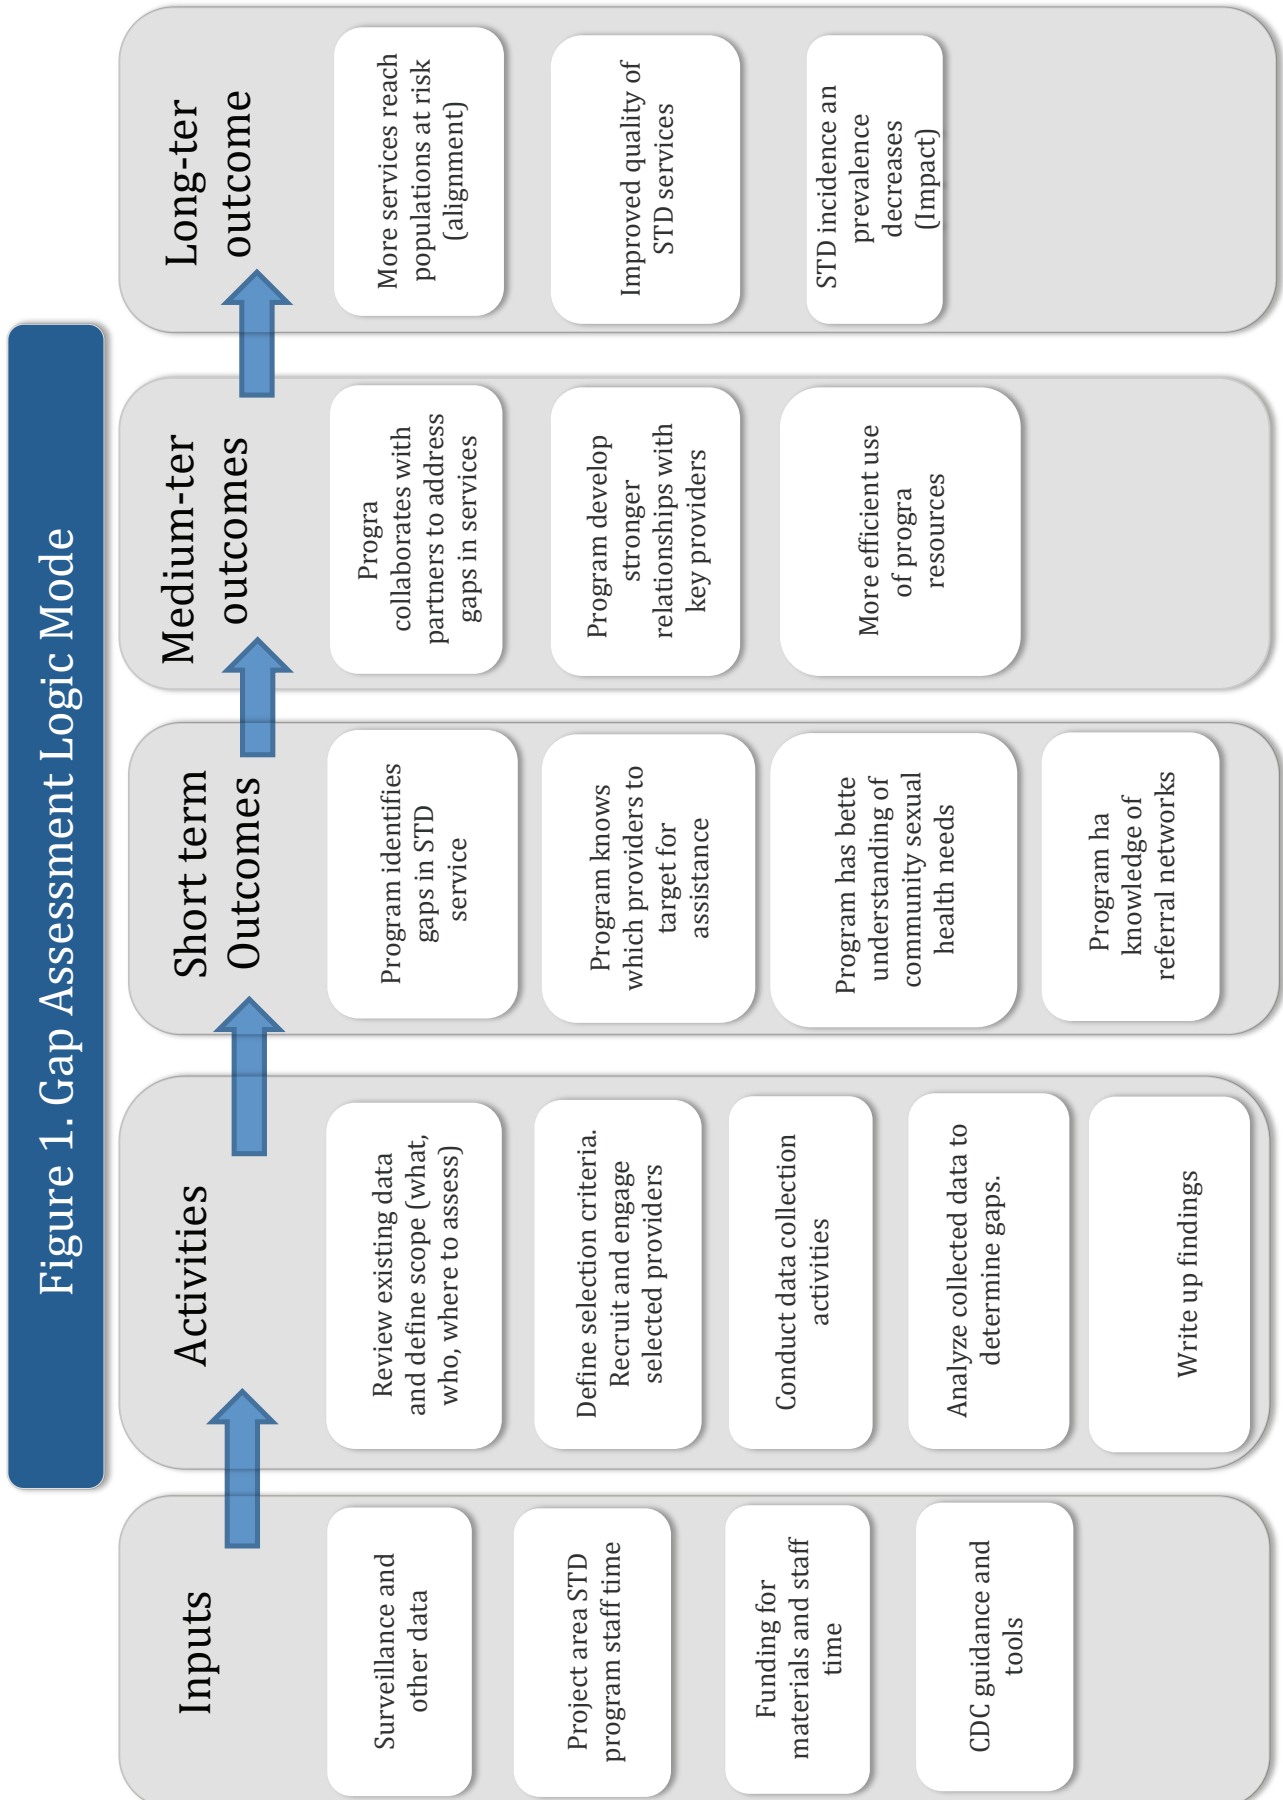 Figure 1. Gap Assessment Logic Mode
Inputs
Surveillance and
other data
Project area STD
program staff time
Funding for
materials and staff
time
CDC guidance and
tools
Activities
Review existing data
and define scope (what,
who, where to assess)
Define selection criteria.
Recruit and engage
selected providers
Conduct data collection
activities
Analyze collected data to
determine gaps.
Write up findings
Short term
Outcomes
Program identifies
gaps in STD
service
Program knows
which providers to
target for
assistance
Program has bette
understanding of
community sexual
health needs
Program ha
knowledge of
referral networks
Medium-ter
outcomes
Progra
collaborates with
partners to address
gaps in services
Program develop
stronger
relationships with
key providers
More efficient use
of progra
resources
Long-ter
outcome
More services reach
populations at risk
(alignment)
Improved quality of
STD services
STD incidence an
prevalence
decreases
(Impact)